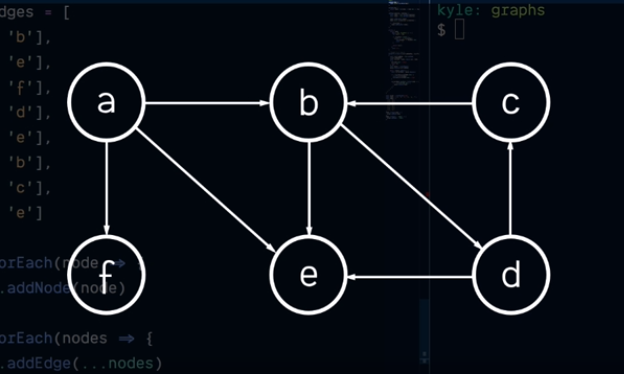 dges = [
'b'],
'e'],
'f'],
'd'],
'e'],
'b'],
'c'],
'e']
orEach(node ⇒ {
.addNode(node)
orEach(nodes ⇒ {
.addEdge(...nodes)
kyle: graphs
$
a
b
c
f
e
d